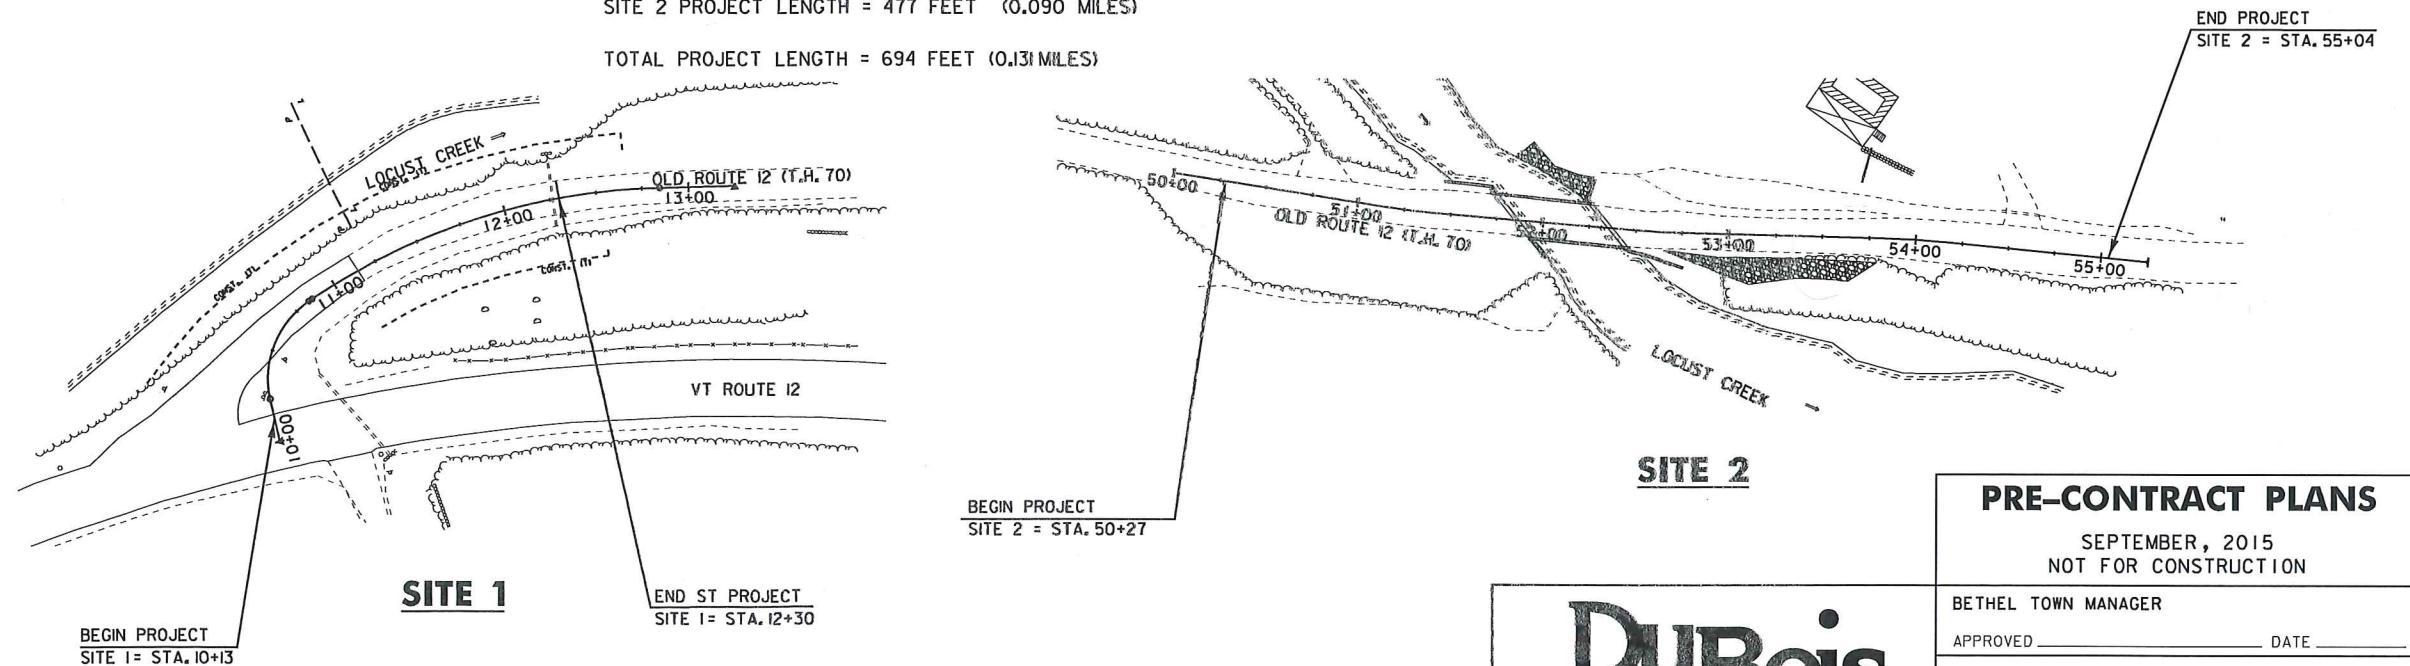 SITE 2 PROJECT LENGTH = 477 FEET (0.090 MILES)
TOTAL PROJECT LENGTH = 694 FEET (0.131 MILES)
END PROJECT
SITE 2 = STA. 55+04
LOCUST CREEK
CONST. LTS
OLD ROUTE 12 (T.H. 70)
13+00
12+00
11+00
10+00
VT ROUTE 12
50+00
51+00
OLD ROUTE 12 (T.H. 70)
52+00
53+00
54+00
55+00
LOCUST CREEK
BEGIN PROJECT
SITE 2 = STA. 50+27
SITE 2
SITE 1
END ST PROJECT
SITE 1= STA. 12+30
BEGIN PROJECT
SITE 1= STA. 10+13
PRE-CONTRACT PLANS
SEPTEMBER, 2015
NOT FOR CONSTRUCTION
BETHEL TOWN MANAGER
APPROVED DATE
DuBois